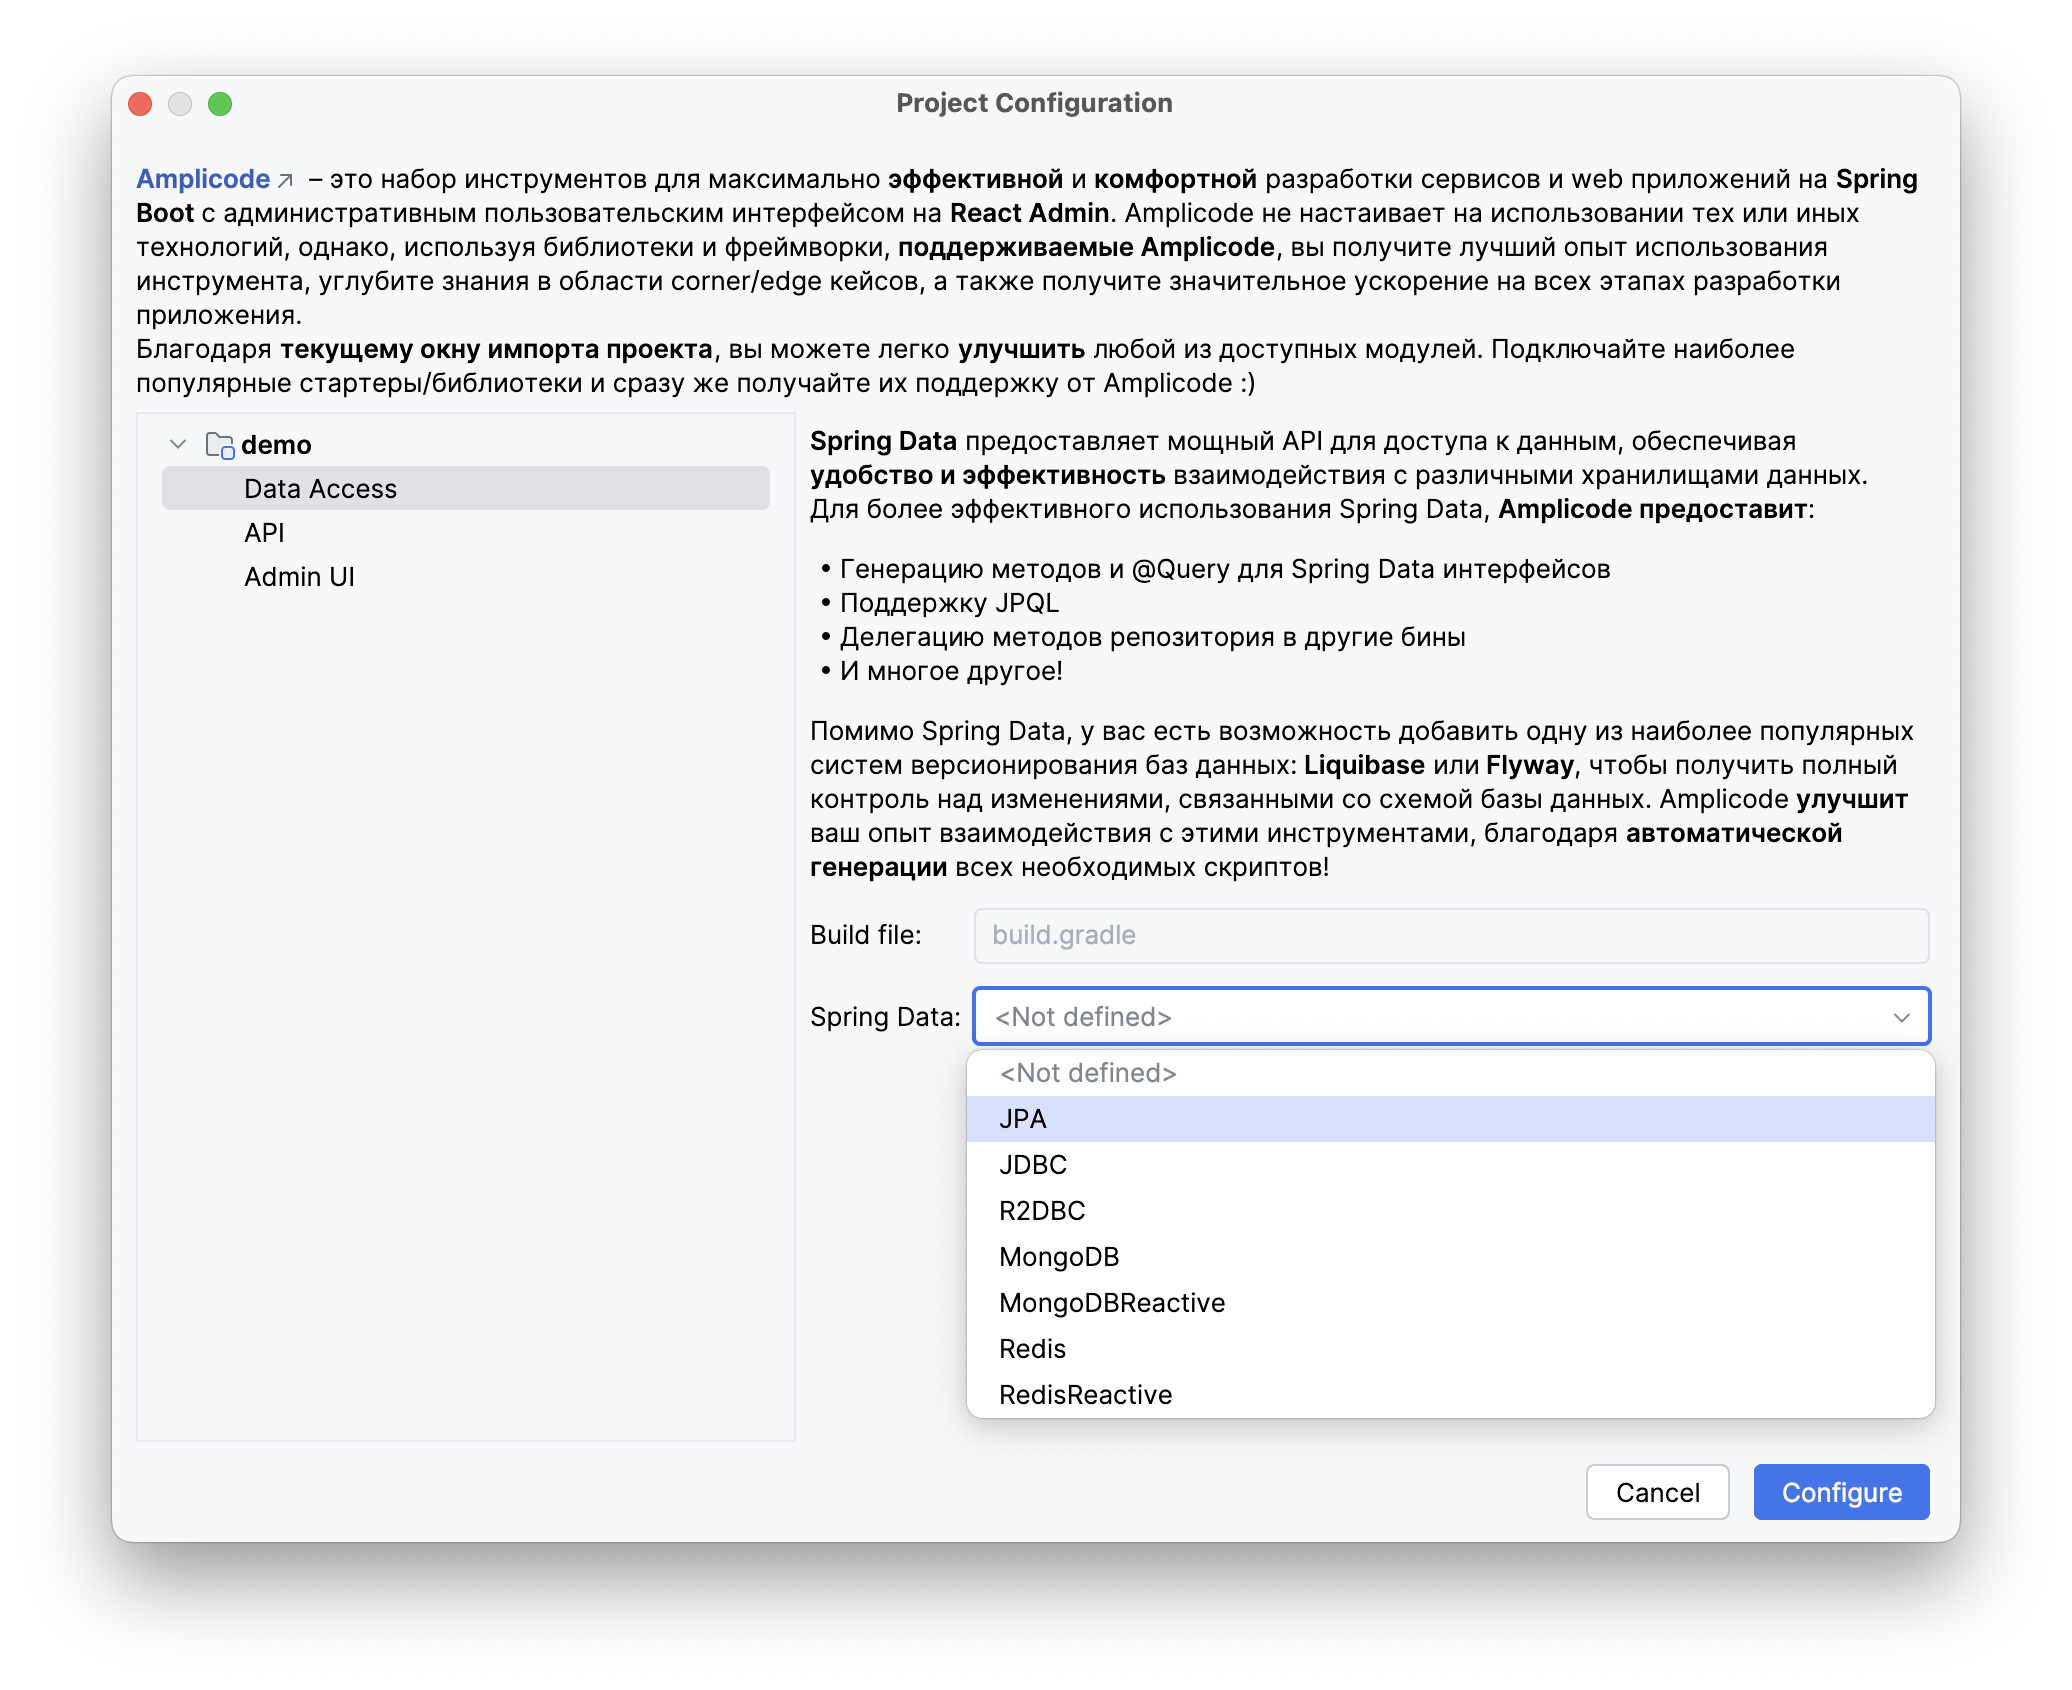 Project Configuration
Amplicode – это набор инструментов для максимально эффективной и комфортной разработки сервисов и web приложений на Spring
Boot с административным пользовательским интерфейсом на React Admin. Amplicode не настаивает на использовании тех или иных
технологий, однако, используя библиотеки и фреймворки, поддерживаемые Amplicode, вы получите лучший опыт использования
инструмента, углубите знания в области corner/edge кейсов, а также получите значительное ускорение на всех этапах разработки
приложения.
Благодаря текущему окну импорта проекта, вы можете легко улучшить любой из доступных модулей. Подключайте наиболее
популярные стартеры/библиотеки и сразу же получайте их поддержку от Amplicode :)
demo
Data Access
API
Admin UI
Spring Data предоставляет мощный API для доступа к данным, обеспечивая
удобство и эффективность взаимодействия с различными хранилищами данных.
Для более эффективного использования Spring Data, Amplicode предоставит:
• Генерацию методов и @Query для Spring Data интерфейсов
• Поддержку JPQL
• Делегацию методов репозитория в другие бины
• И многое другое!
Помимо Spring Data, у вас есть возможность добавить одну из наиболее популярных
систем версионирования баз данных: Liquibase или Flyway, чтобы получить полный
контроль над изменениями, связанными со схемой базы данных. Amplicode улучшит
ваш опыт взаимодействия с этими инструментами, благодаря автоматической
генерации всех необходимых скриптов!
Build file: build.gradle
Spring Data: <Not defined>
<Not defined>
JPA
JDBC
R2DBC
MongoDB
MongoDBReactive
Redis
RedisReactive
Cancel Configure